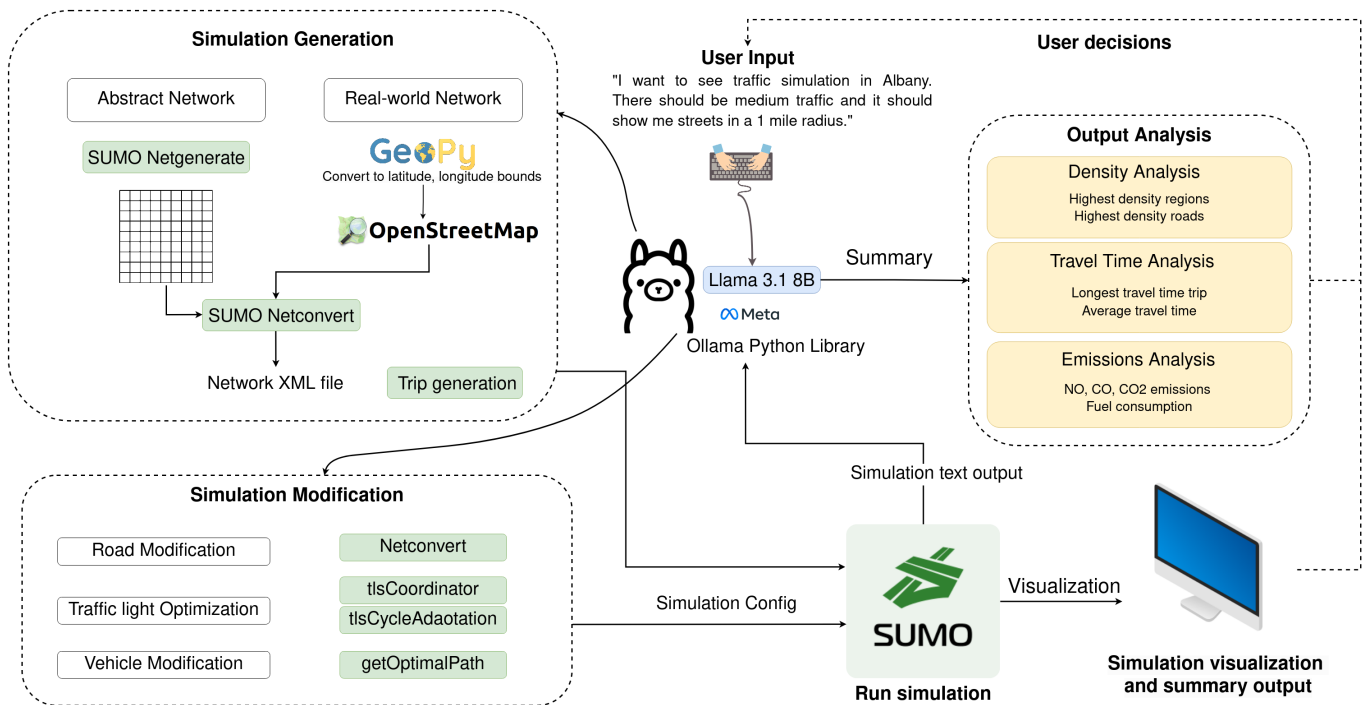 Simulation Generation
Abstract Network
Real-world Network
SUMO Netgenerate
GeoPy
Convert to latitude, longitude bounds
OpenStreetMap
SUMO Netconvert
Network XML file
Trip generation
User Input
"I want to see traffic simulation in Albany.
There should be medium traffic and it should
show me streets in a 1 mile radius."
User decisions
Llama 3.1 8B
Meta
Ollama Python Library
Summary
Output Analysis
Density Analysis
Highest density regions
Highest density roads
Travel Time Analysis
Longest travel time trip
Average travel time
Emissions Analysis
NO, CO, CO2 emissions
Fuel consumption
Simulation Modification
Road Modification
Netconvert
Traffic light Optimization
tlsCoordinator
tlsCycleAdaotation
Vehicle Modification
getOptimalPath
Simulation Config
Simulation text output
SUMO
Run simulation
Visualization
Simulation visualization
and summary output